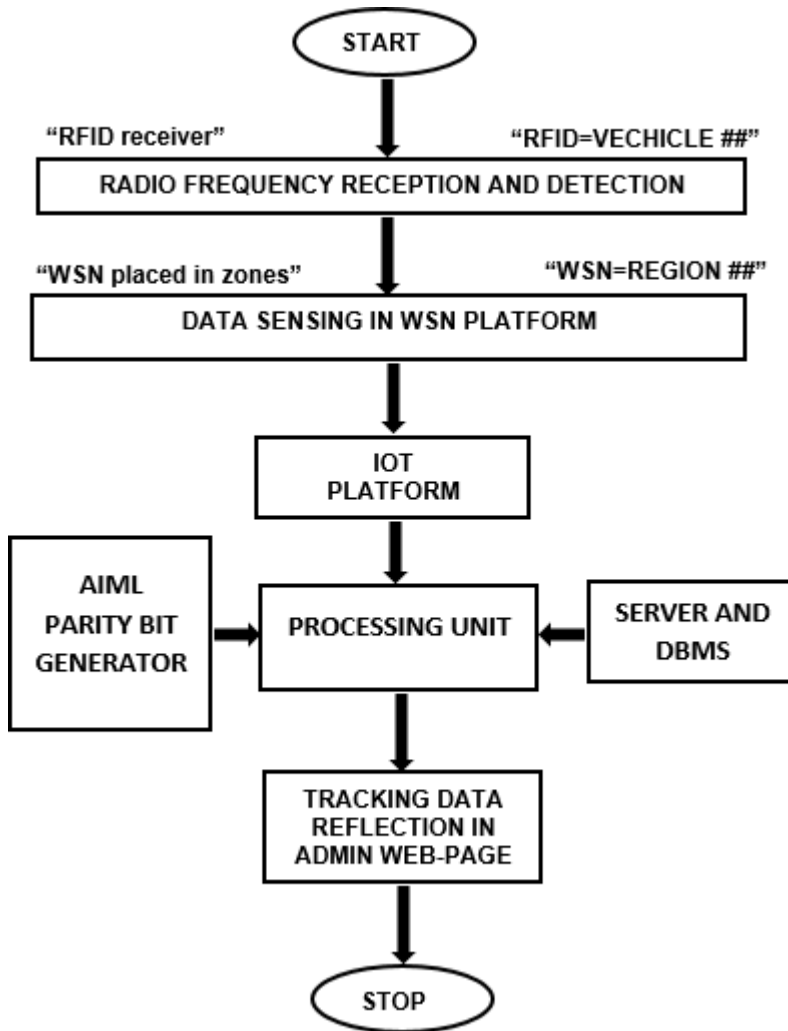 START
“RFID receiver”
“RFID=VECHICLE ##”
RADIO FREQUENCY RECEPTION AND DETECTION
“WSN placed in zones”
“WSN=REGION ##”
DATA SENSING IN WSN PLATFORM
IOT
PLATFORM
AIML
PARITY BIT
GENERATOR
PROCESSING UNIT
SERVER AND
DBMS
TRACKING DATA
REFLECTION IN
ADMIN WEB-PAGE
STOP